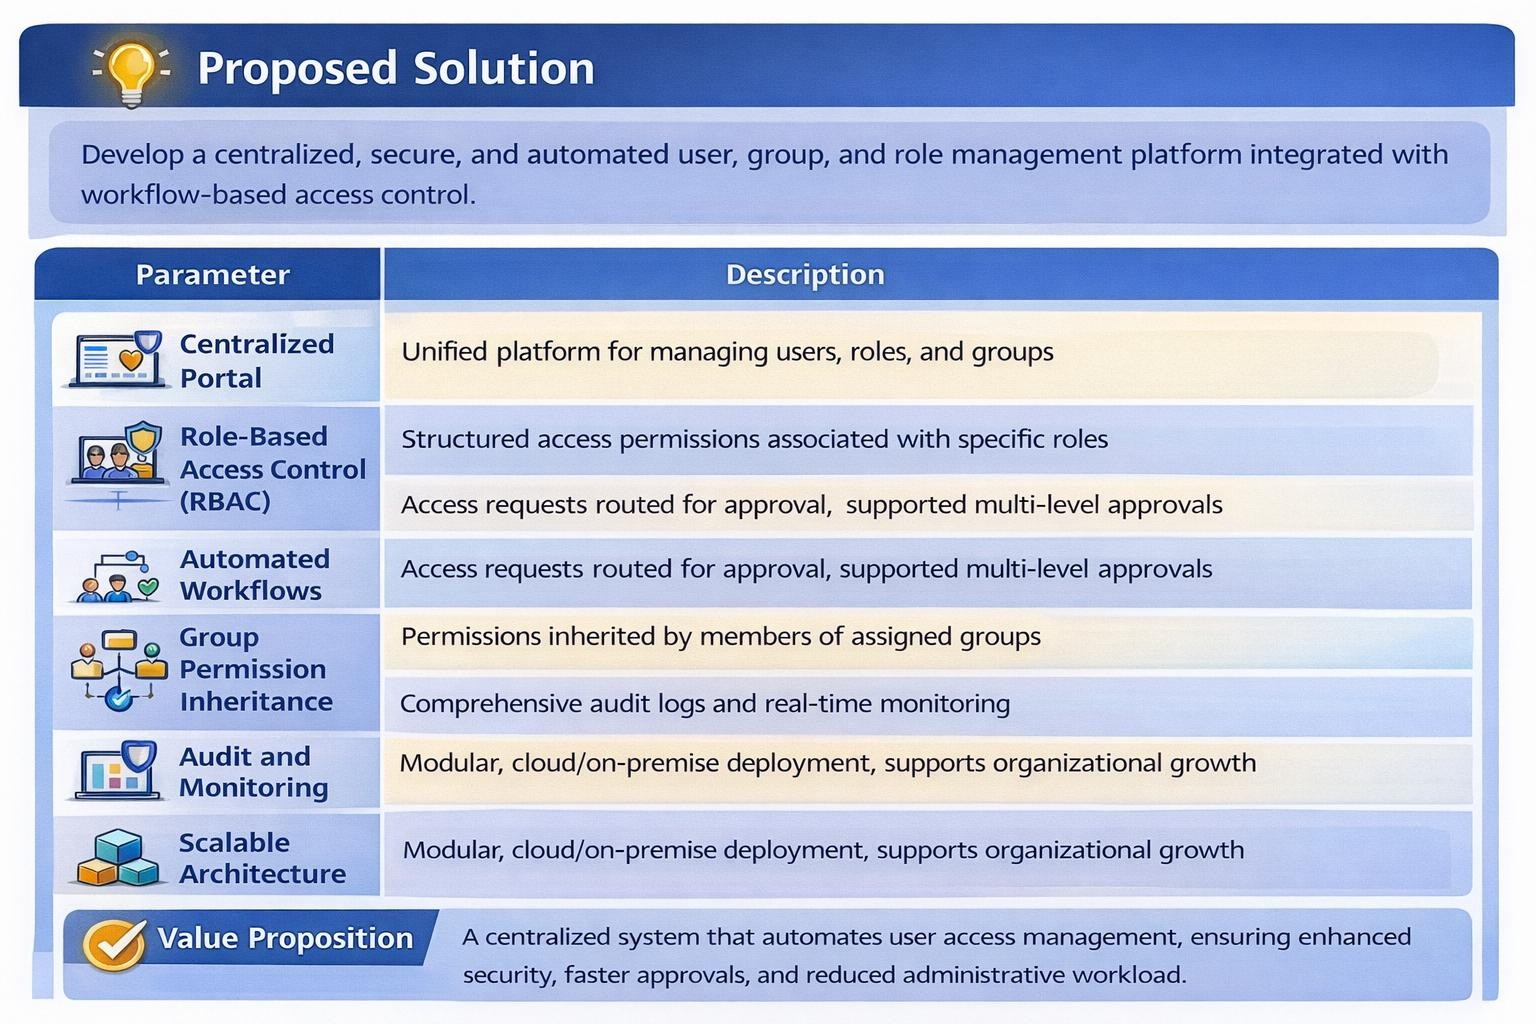 Proposed Solution
Develop a centralized, secure, and automated user, group, and role management platform integrated with
workflow-based access control.
Parameter
Description
Centralized
Portal
Unified platform for managing users, roles, and groups
Role-Based
Access Control
(RBAC)
Structured access permissions associated with specific roles
Access requests routed for approval, supported multi-level approvals
Automated
Workflows
Access requests routed for approval, supported multi-level approvals
Group
Permission
Inheritance
Permissions inherited by members of assigned groups
Comprehensive audit logs and real-time monitoring
Audit and
Monitoring
Modular, cloud/on-premise deployment, supports organizational growth
Scalable
Architecture
Modular, cloud/on-premise deployment, supports organizational growth
Value Proposition
A centralized system that automates user access management, ensuring enhanced
security, faster approvals, and reduced administrative workload.